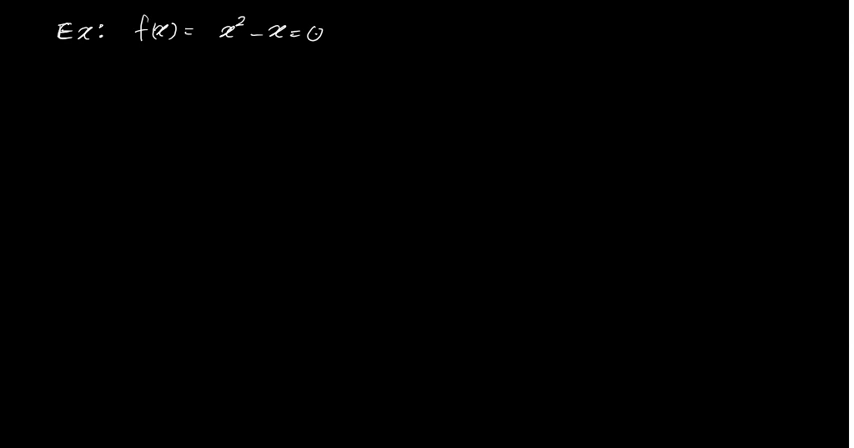 Ex: f(x) = x² - x = 0